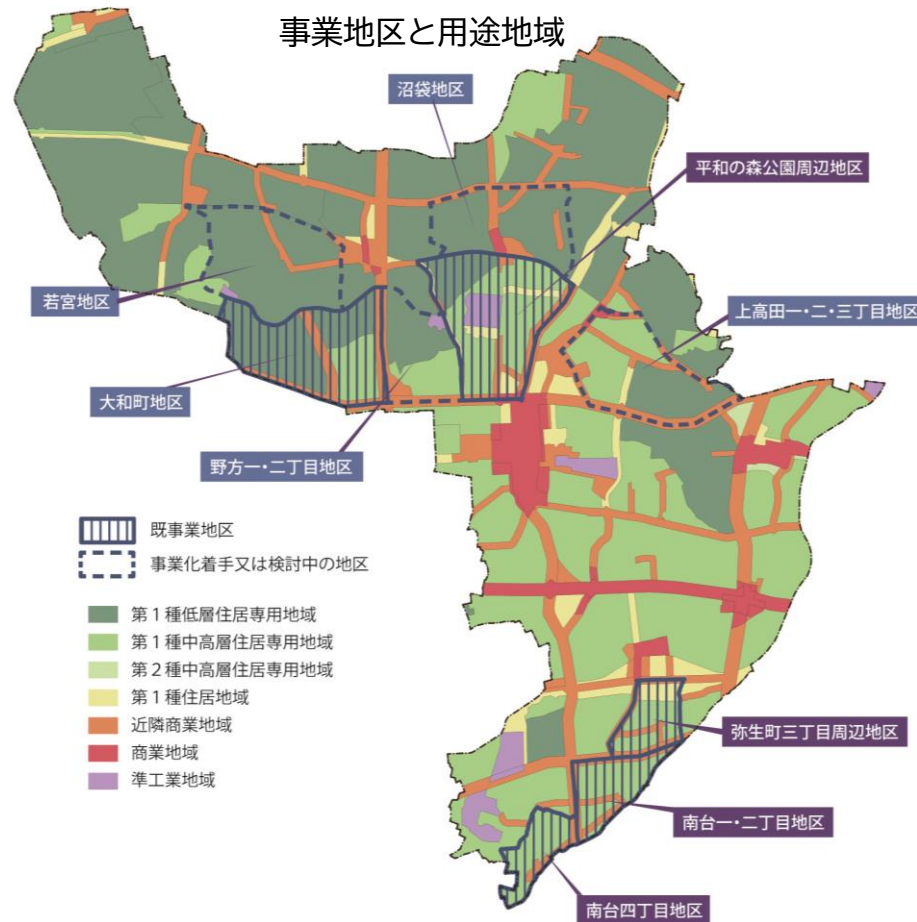 事業地区と用途地域
沼袋地区
平和の森公園周辺地区
若宮地区
上高田一・二・三丁目地区
大和町地区
野方一・二丁目地区
既事業地区
事業化着手又は検討中の地区
第1種低層住居専用地域
第1種中高層住居専用地域
第2種中高層住居専用地域
第1種住居地域
近隣商業地域
商業地域
準工業地域
弥生町三丁目周辺地区
南台一・二丁目地区
南台四丁目地区